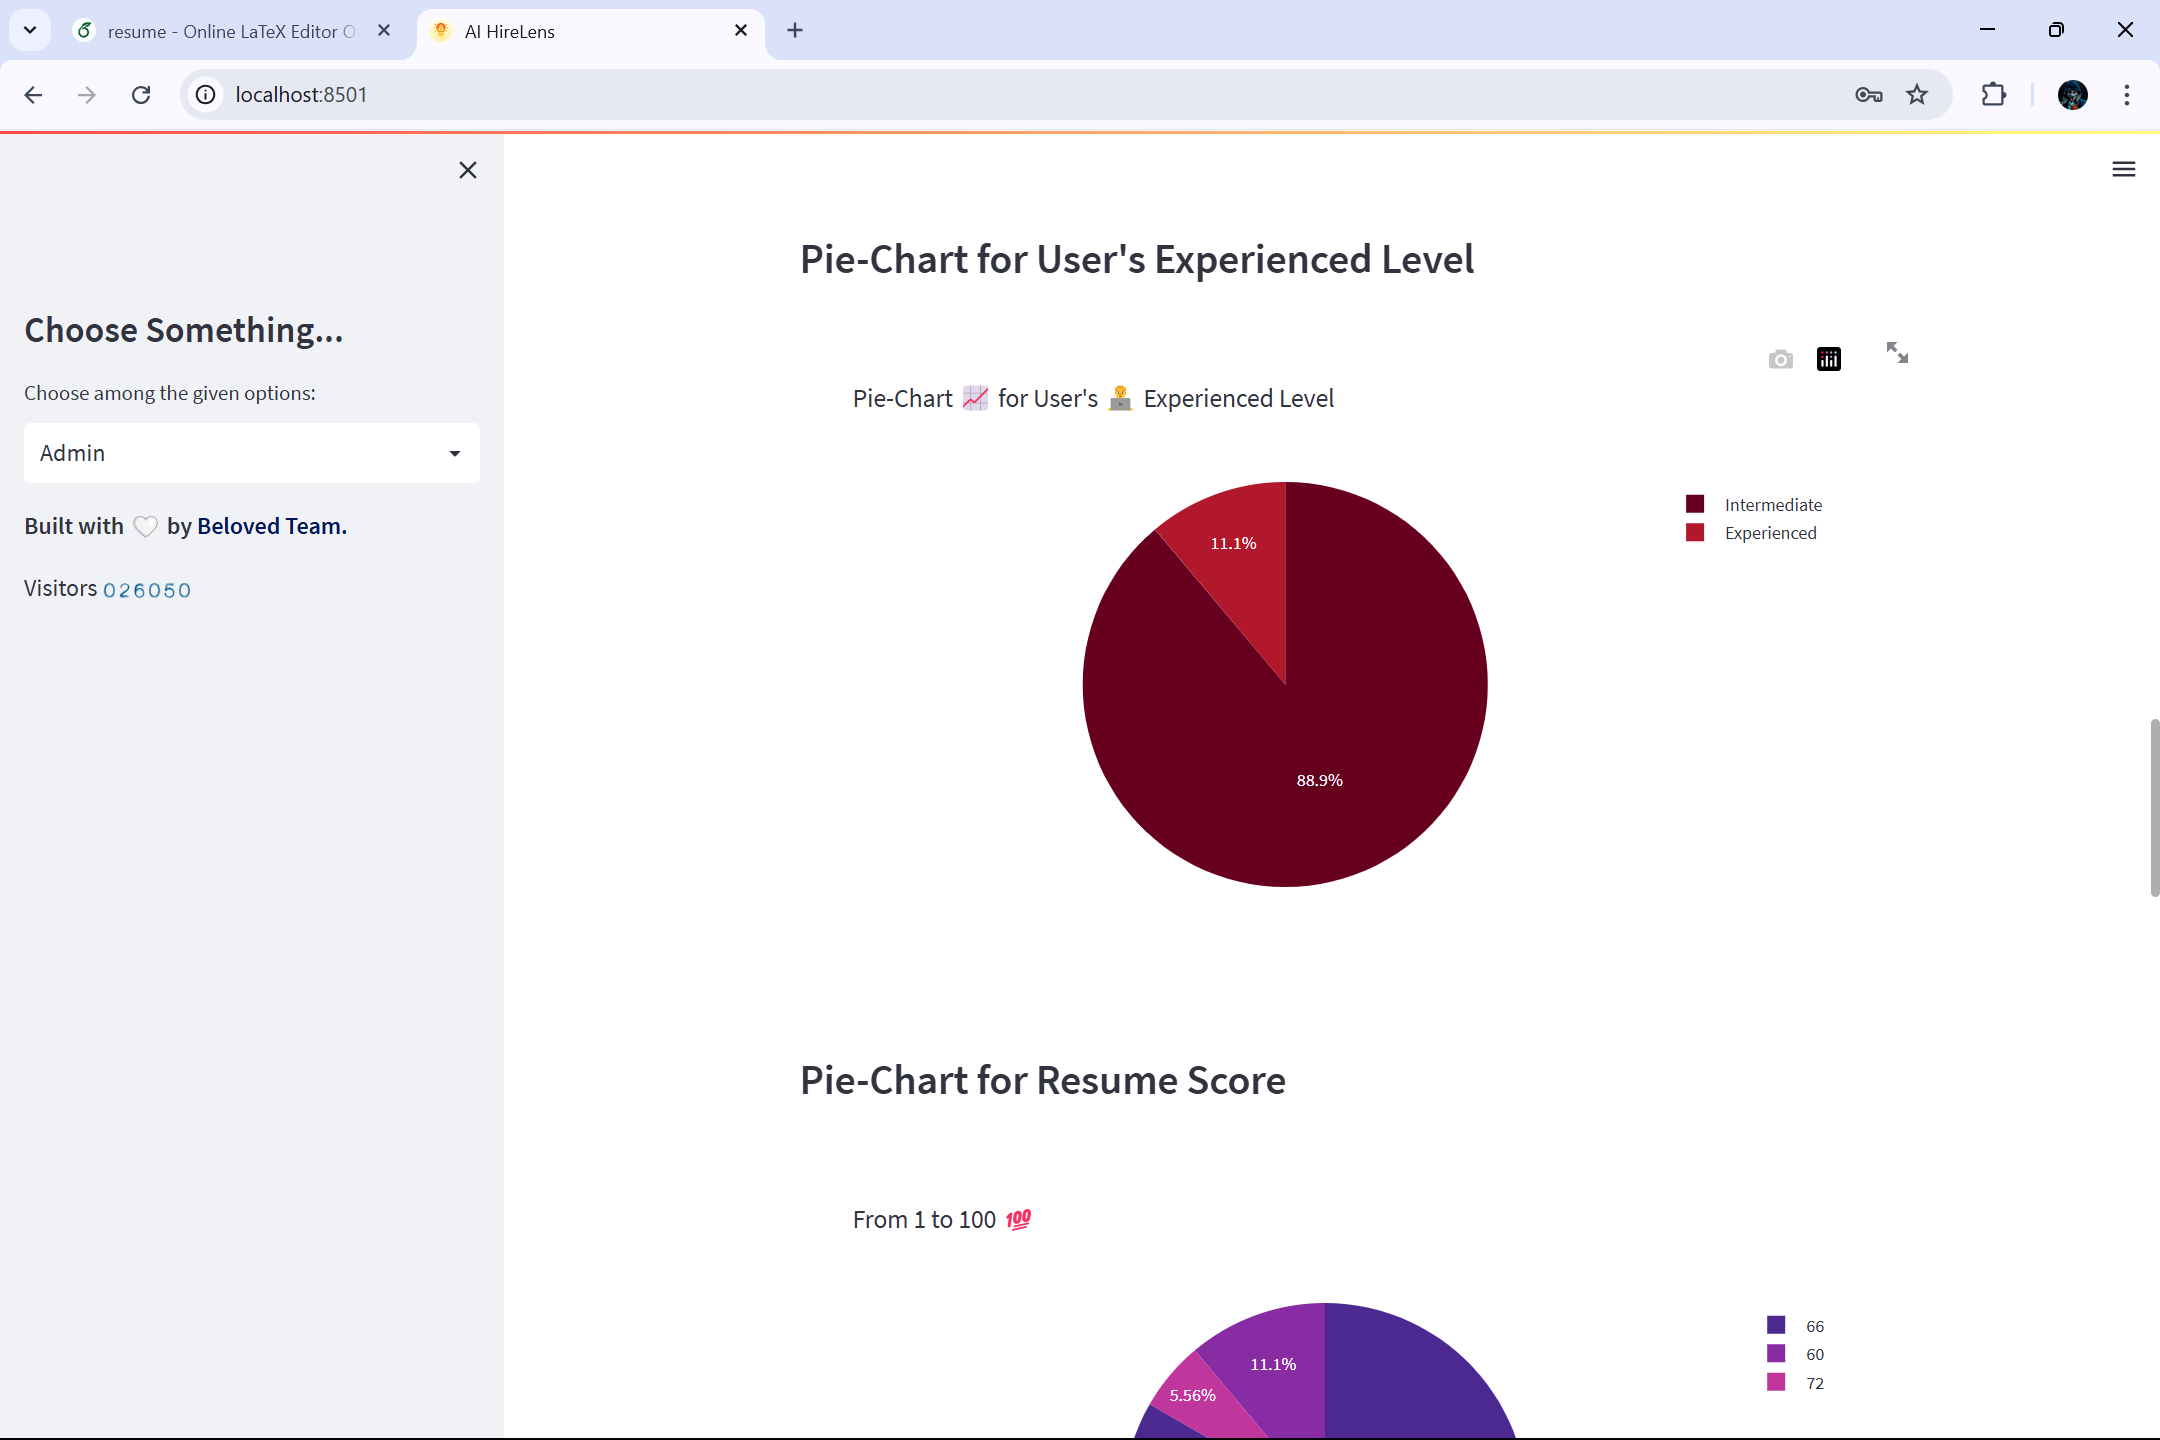 resume - Online LaTeX Editor O
AI HireLens
localhost:8501
Choose Something...
Choose among the given options:
Admin
Built with 🤍 by Beloved Team.
Visitors 026050
Pie-Chart for User's Experienced Level
Pie-Chart 📈 for User's 👨‍💻 Experienced Level
Intermediate
Experienced
11.1%
88.9%
Pie-Chart for Resume Score
From 1 to 100 💯
66
60
72
11.1%
5.56%